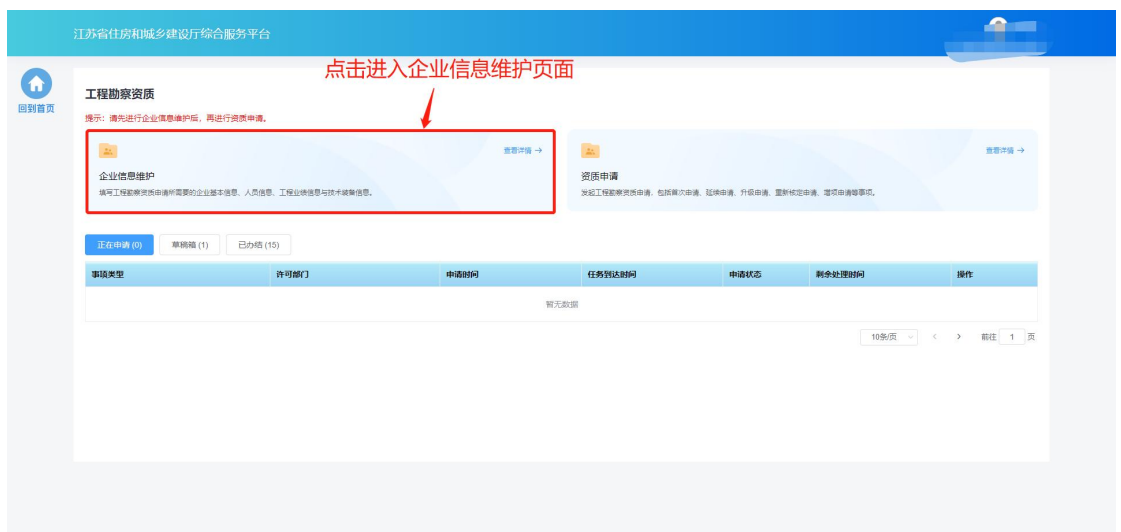 江苏省住房和城乡建设厅综合服务平台
点击进入企业信息维护页面
回到首页
工程勘察资质
提示：请先进行企业信息维护后，再进行资质申请。
查看详情 →
企业信息维护
填写工程勘察资质申请所需要的企业基本信息、人员信息、工程业绩信息与技术装备信息。
查看详情 →
资质申请
发起工程勘察资质申请，包括首次申请、延续申请、升级申请、重新核定申请、增项申请等事项。
正在申请 (0) 草稿箱 (1) 已办结 (15)
事项类型 许可部门 申请时间 任务到达时间 申请状态 剩余处理时间 操作
暂无数据
10条/页 < > 前往 1 页